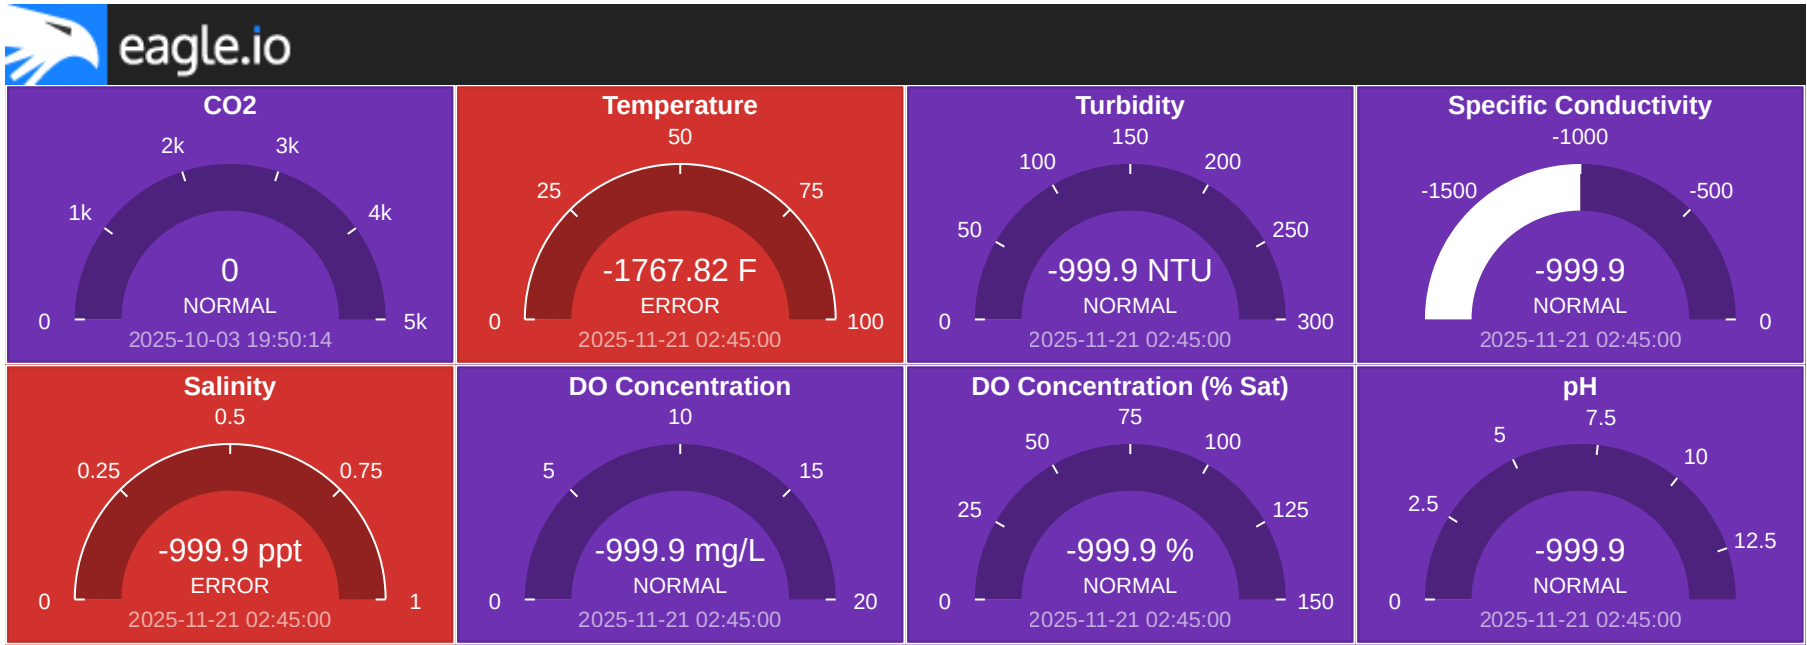 eagle.io
CO2
2k
3k
1k
4k
0
NORMAL
0
5k
2025-10-03 19:50:14
Temperature
50
25
75
-1767.82 F
ERROR
0
100
2025-11-21 02:45:00
Turbidity
150
100
200
50
250
-999.9 NTU
NORMAL
0
300
2025-11-21 02:45:00
Specific Conductivity
-1000
-1500
-500
-999.9
NORMAL
0
2025-11-21 02:45:00
Salinity
0.5
0.25
0.75
-999.9 ppt
ERROR
0
1
2025-11-21 02:45:00
DO Concentration
10
5
15
-999.9 mg/L
NORMAL
0
20
2025-11-21 02:45:00
DO Concentration (% Sat)
75
50
100
25
125
-999.9 %
NORMAL
0
150
2025-11-21 02:45:00
pH
7.5
5
10
2.5
12.5
-999.9
NORMAL
0
2025-11-21 02:45:00